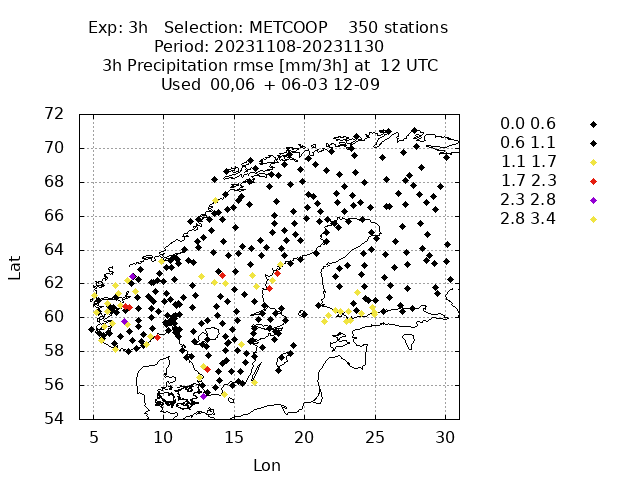 Exp: 3h   Selection: METCOOP    350 stations
Period: 20231108-20231130
3h Precipitation rmse [mm/3h] at  12 UTC
Used  00,06  + 06-03 12-09
72
70
68
66
64
62
60
58
56
54
Lat
5 10 15 20 25 30
Lon
0.0 0.6
0.6 1.1
1.1 1.7
1.7 2.3
2.3 2.8
2.8 3.4